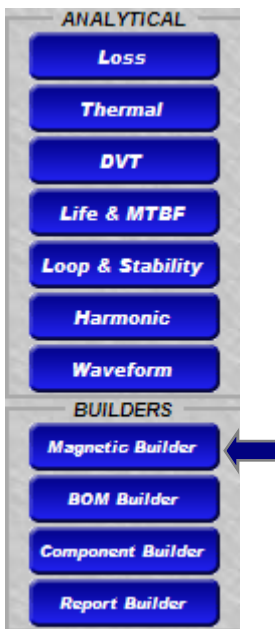 ANALYTICAL
Loss
Thermal
DVT
Life & MTBF
Loop & Stability
Harmonic
Waveform
BUILDERS
Magnetic Builder
BOM Builder
Component Builder
Report Builder